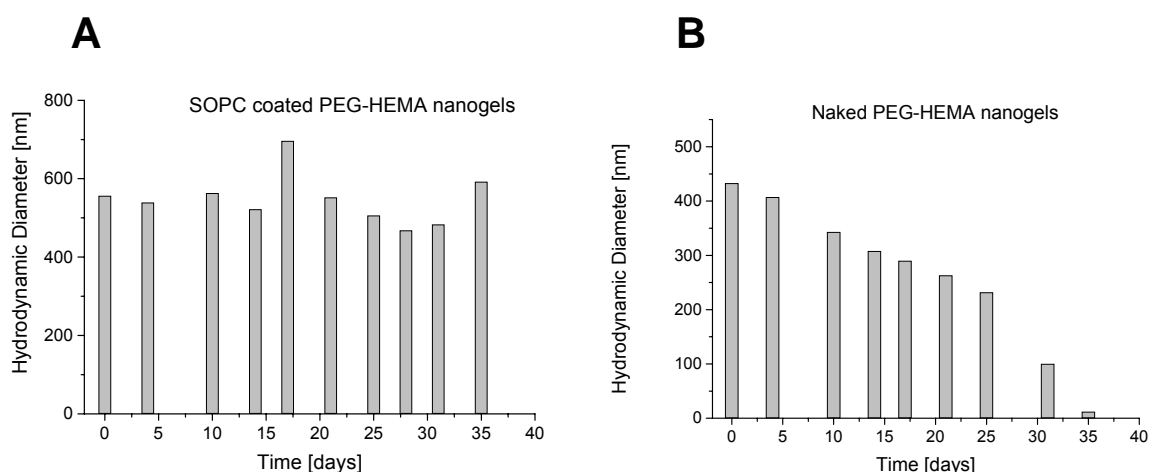 A
SOPC coated PEG-HEMA nanogels
Hydrodynamic Diameter [nm]
800
600
400
200
0
0 5 10 15 20 25 30 35 40
Time [days]
B
Naked PEG-HEMA nanogels
Hydrodynamic Diameter [nm]
500
400
300
200
100
0
0 5 10 15 20 25 30 35 40
Time [days]